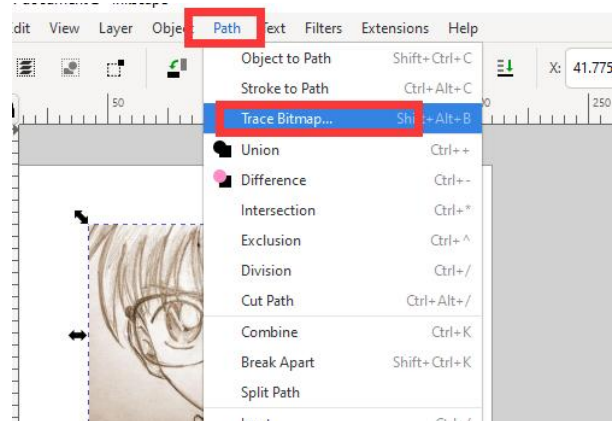 View Layer Path Text Filters Extensions Help
Object to Path Shift+Ctrl+C
X: 41.775
Stroke to Path Ctrl+Alt+C
50 250
Trace Bitmap... Shift+Alt+B
Union Ctrl++
Difference Ctrl+-
Intersection Ctrl+*
Exclusion Ctrl+^
Division Ctrl+/
Cut Path Ctrl+Alt+/
Combine Ctrl+K
Break Apart Shift+Ctrl+K
Split Path